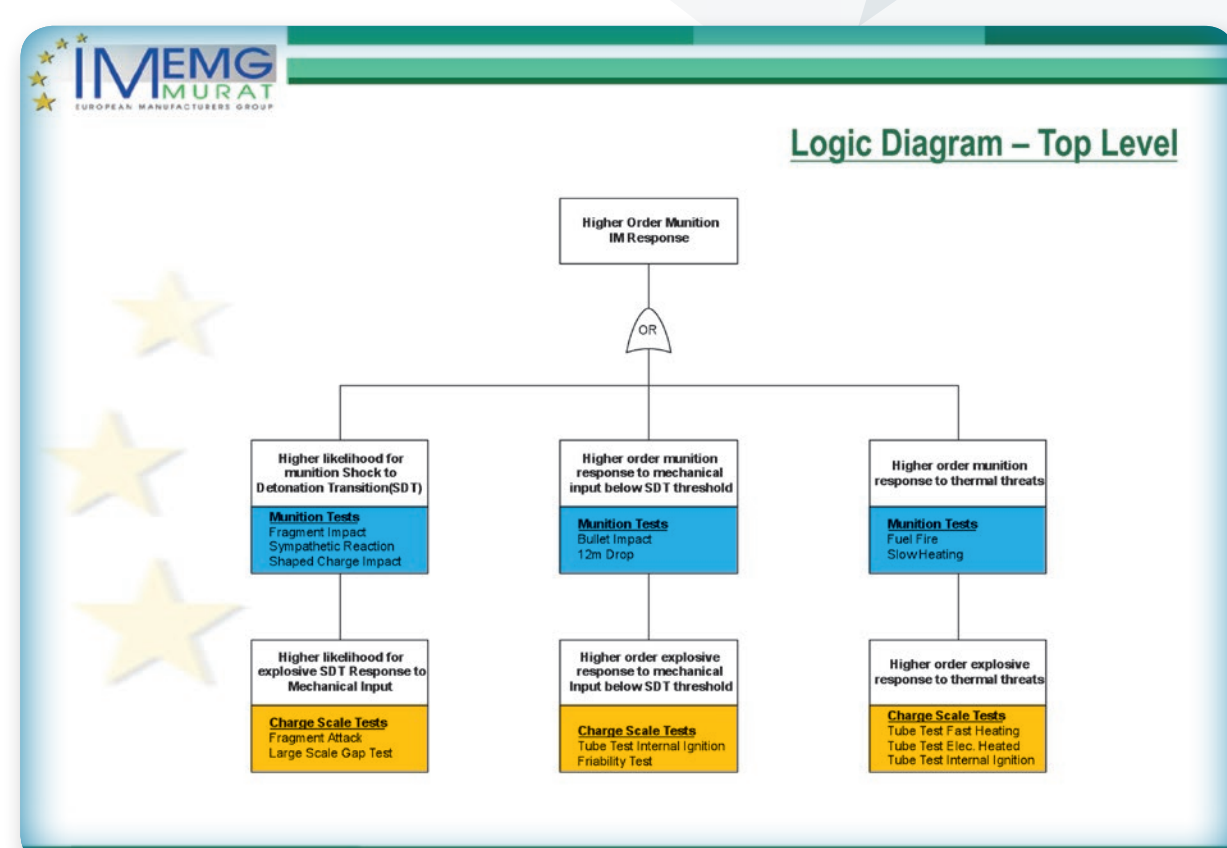 IMEMG
MURAT
EUROPEAN MANUFACTURERS GROUP
Logic Diagram – Top Level
Higher Order Munition
IM Response
OR
Higher likelihood for
munition Shock to
Detonation Transition(SDT)
Munition Tests
Fragment Impact
Sympathetic Reaction
Shaped Charge Impact
Higher order munition
response to mechanical
input below SDT threshold
Munition Tests
Bullet Impact
12m Drop
Higher order munition
response to thermal threats
Munition Tests
Fuel Fire
Slow Heating
Higher likelihood for
explosive SDT Response to
Mechanical Input
Charge Scale Tests
Fragment Attack
Large Scale Gap Test
Higher order explosive
response to mechanical
Input below SDT threshold
Charge Scale Tests
Tube Test Internal Ignition
Friability Test
Higher order explosive
response to thermal threats
Charge Scale Tests
Tube Test Fast Heating
Tube Test Elec. Heated
Tube Test Internal Ignition